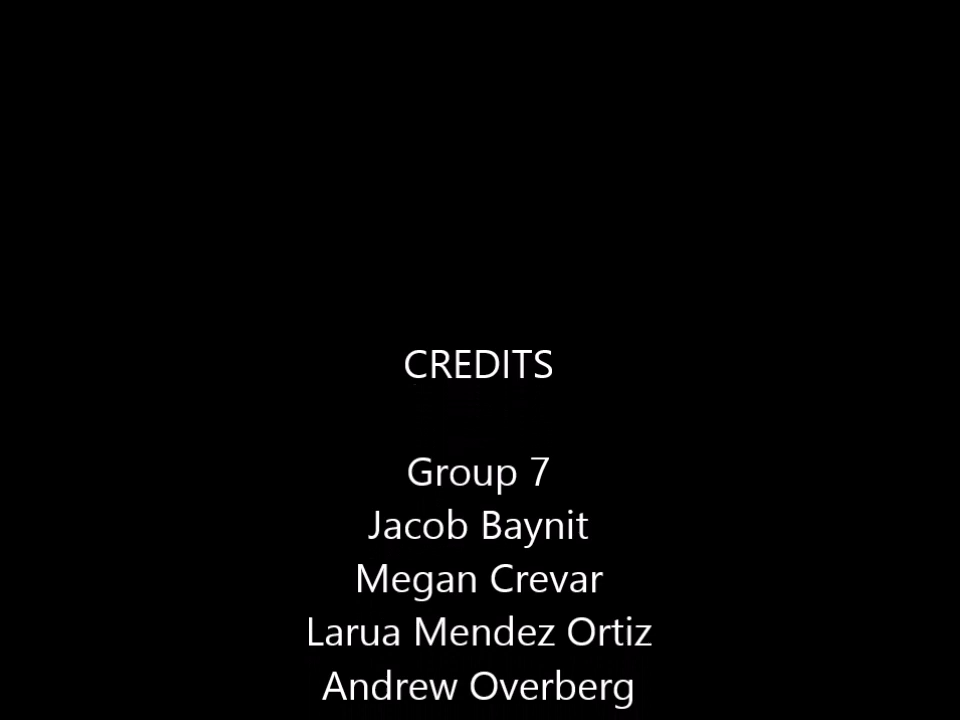 CREDITS
Group 7
Jacob Baynit
Megan Crevar
Larua Mendez Ortiz
Andrew Overberg